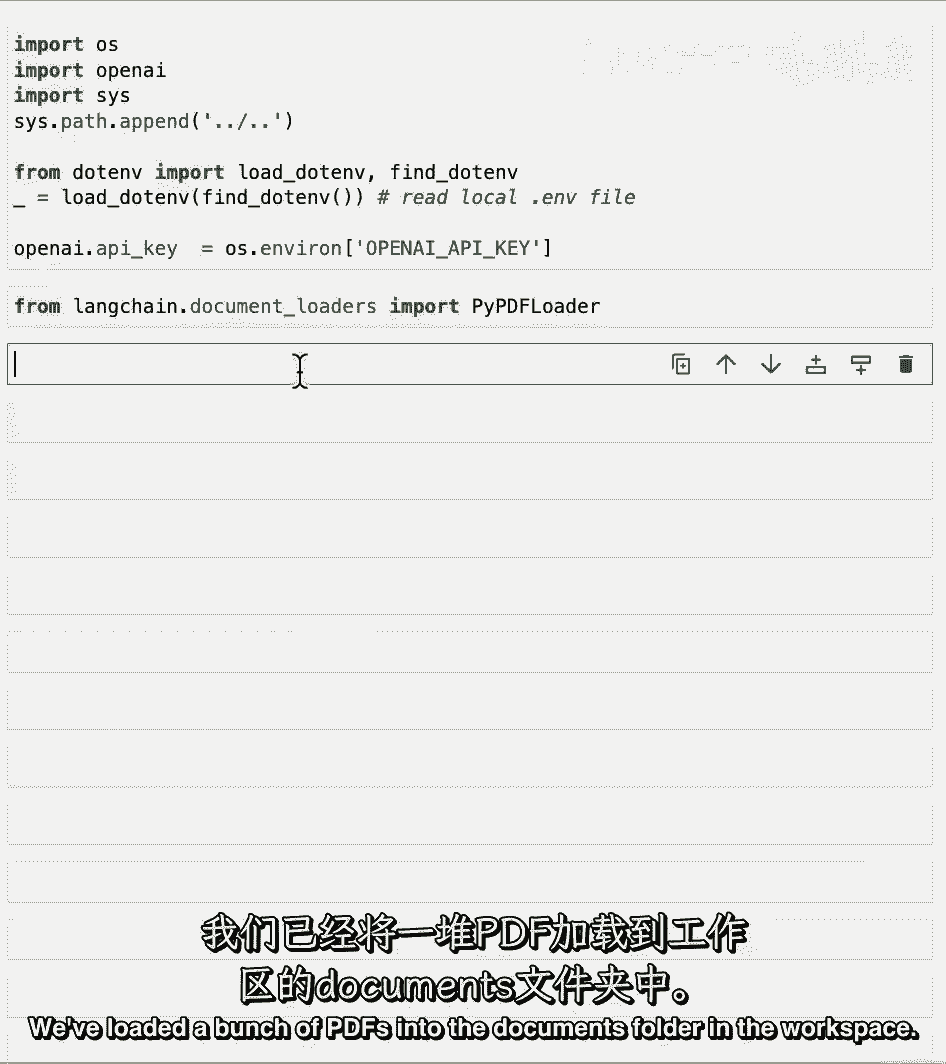 import os
import openai
import sys
sys.path.append('../..')
from dotenv import load_dotenv, find_dotenv
_ = load_dotenv(find_dotenv()) # read local .env file
openai.api_key  = os.environ['OPENAI_API_KEY']
from langchain.document_loaders import PyPDFLoader
我们已经将一堆PDF加载到工作
区的documents文件夹中。
We've loaded a bunch of PDFs into the documents folder in the workspace.